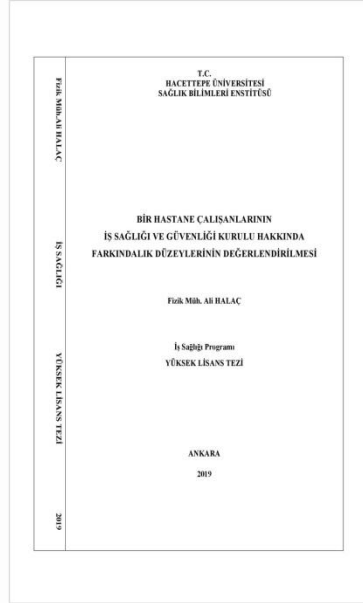 Fizik Müh.Ali HALAÇ
İŞ SAĞLIĞI
YÜKSEK LİSANS TEZİ
2019
T.C.
HACETTEPE ÜNİVERSİTESİ
SAĞLIK BİLİMLERİ ENSTİTÜSÜ
BİR HASTANE ÇALIŞANLARININ
İŞ SAĞLIĞI VE GÜVENLİĞİ KURULU HAKKINDA
FARKINDALIK DÜZEYLERİNİN DEĞERLENDİRİLMESİ
Fizik Müh. Ali HALAÇ
İş Sağlığı Programı
YÜKSEK LİSANS TEZİ
ANKARA
2019